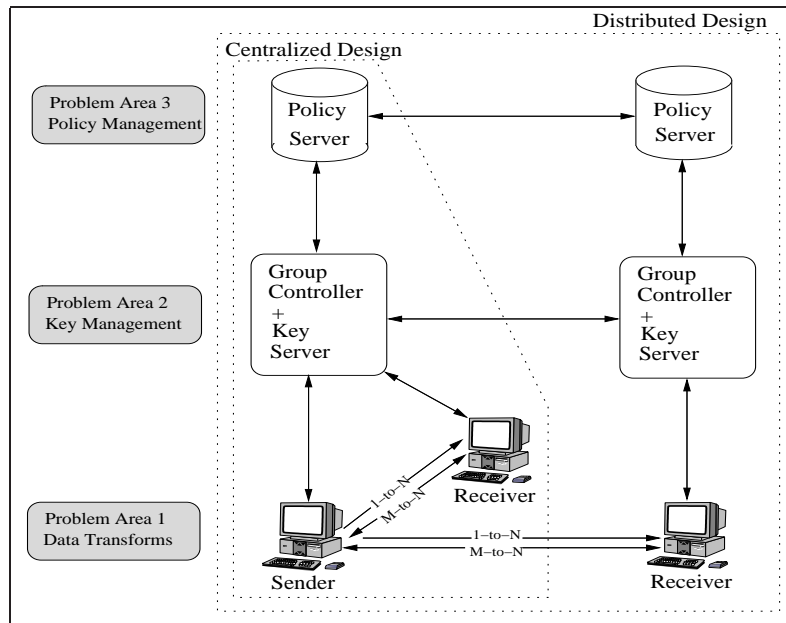 Distributed Design
Centralized Design
Problem Area 3
Policy Management
Policy
Server
Policy
Server
Problem Area 2
Key Management
Group
Controller
+
Key
Server
Group
Controller
+
Key
Server
1–to–N
M–to–N
Receiver
Problem Area 1
Data Transforms
1–to–N
M–to–N
Sender
Receiver